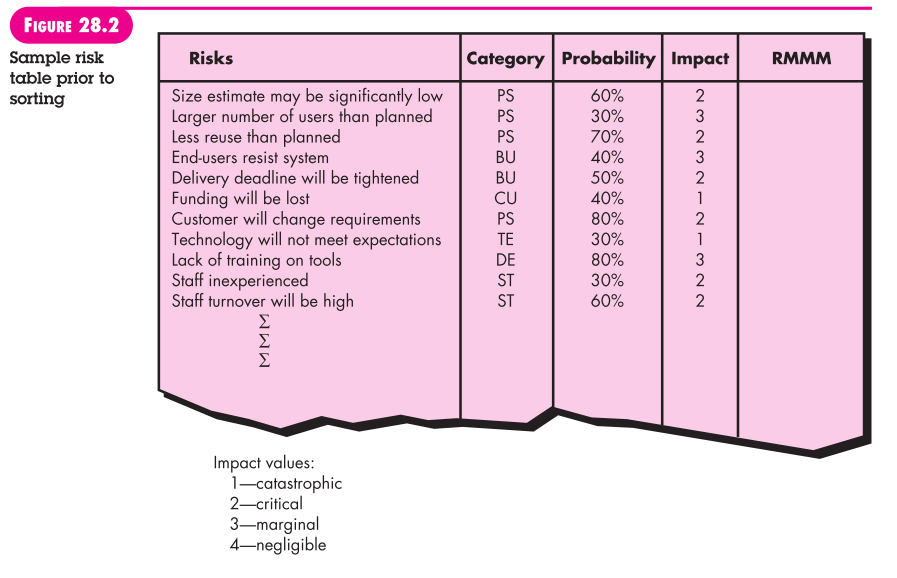 FIGURE 28.2
Sample risk
table prior to
sorting
Risks Category Probability Impact RMMM
Size estimate may be significantly low PS 60% 2
Larger number of users than planned PS 30% 3
Less reuse than planned PS 70% 2
End-users resist system BU 40% 3
Delivery deadline will be tightened BU 50% 2
Funding will be lost CU 40% 1
Customer will change requirements PS 80% 2
Technology will not meet expectations TE 30% 1
Lack of training on tools DE 80% 3
Staff inexperienced ST 30% 2
Staff turnover will be high ST 60% 2
Σ
Σ
Σ
Impact values:
1—catastrophic
2—critical
3—marginal
4—negligible